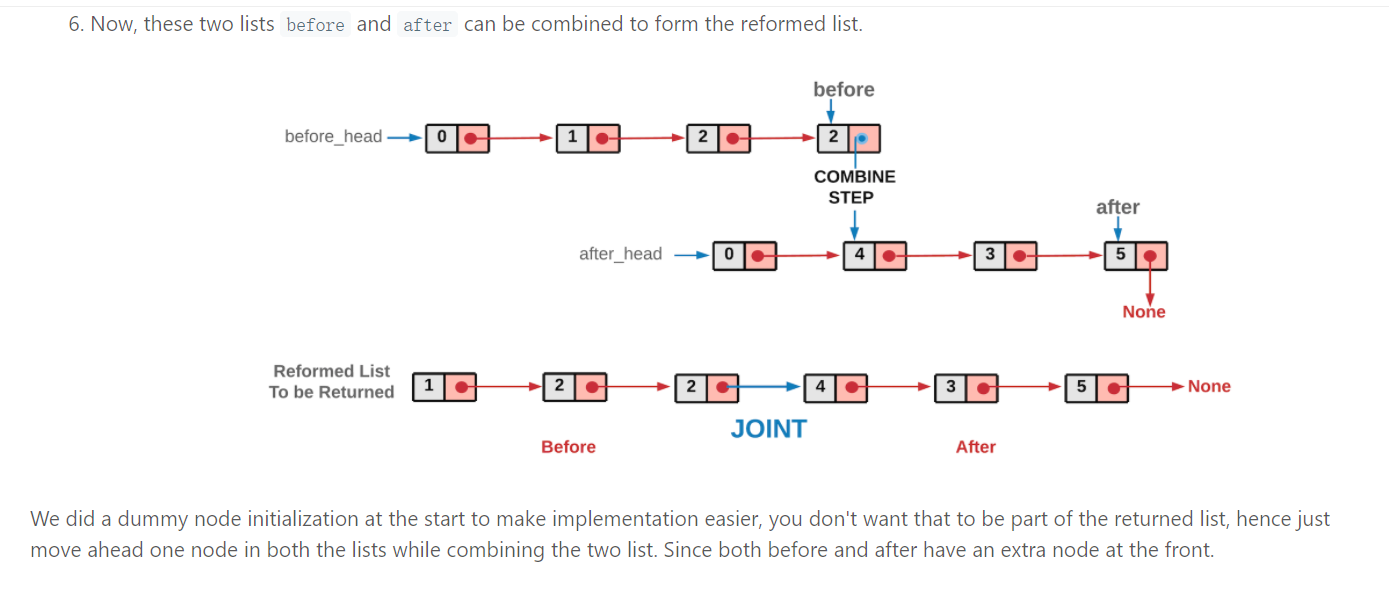 6. Now, these two lists before and after can be combined to form the reformed list.
before
before_head 0 1 2 2
COMBINE
STEP
after
after_head 0 4 3 5
None
Reformed List
To be Returned
1 2 2 4 3 5 None
JOINT
Before After
We did a dummy node initialization at the start to make implementation easier, you don't want that to be part of the returned list, hence just
move ahead one node in both the lists while combining the two list. Since both before and after have an extra node at the front.